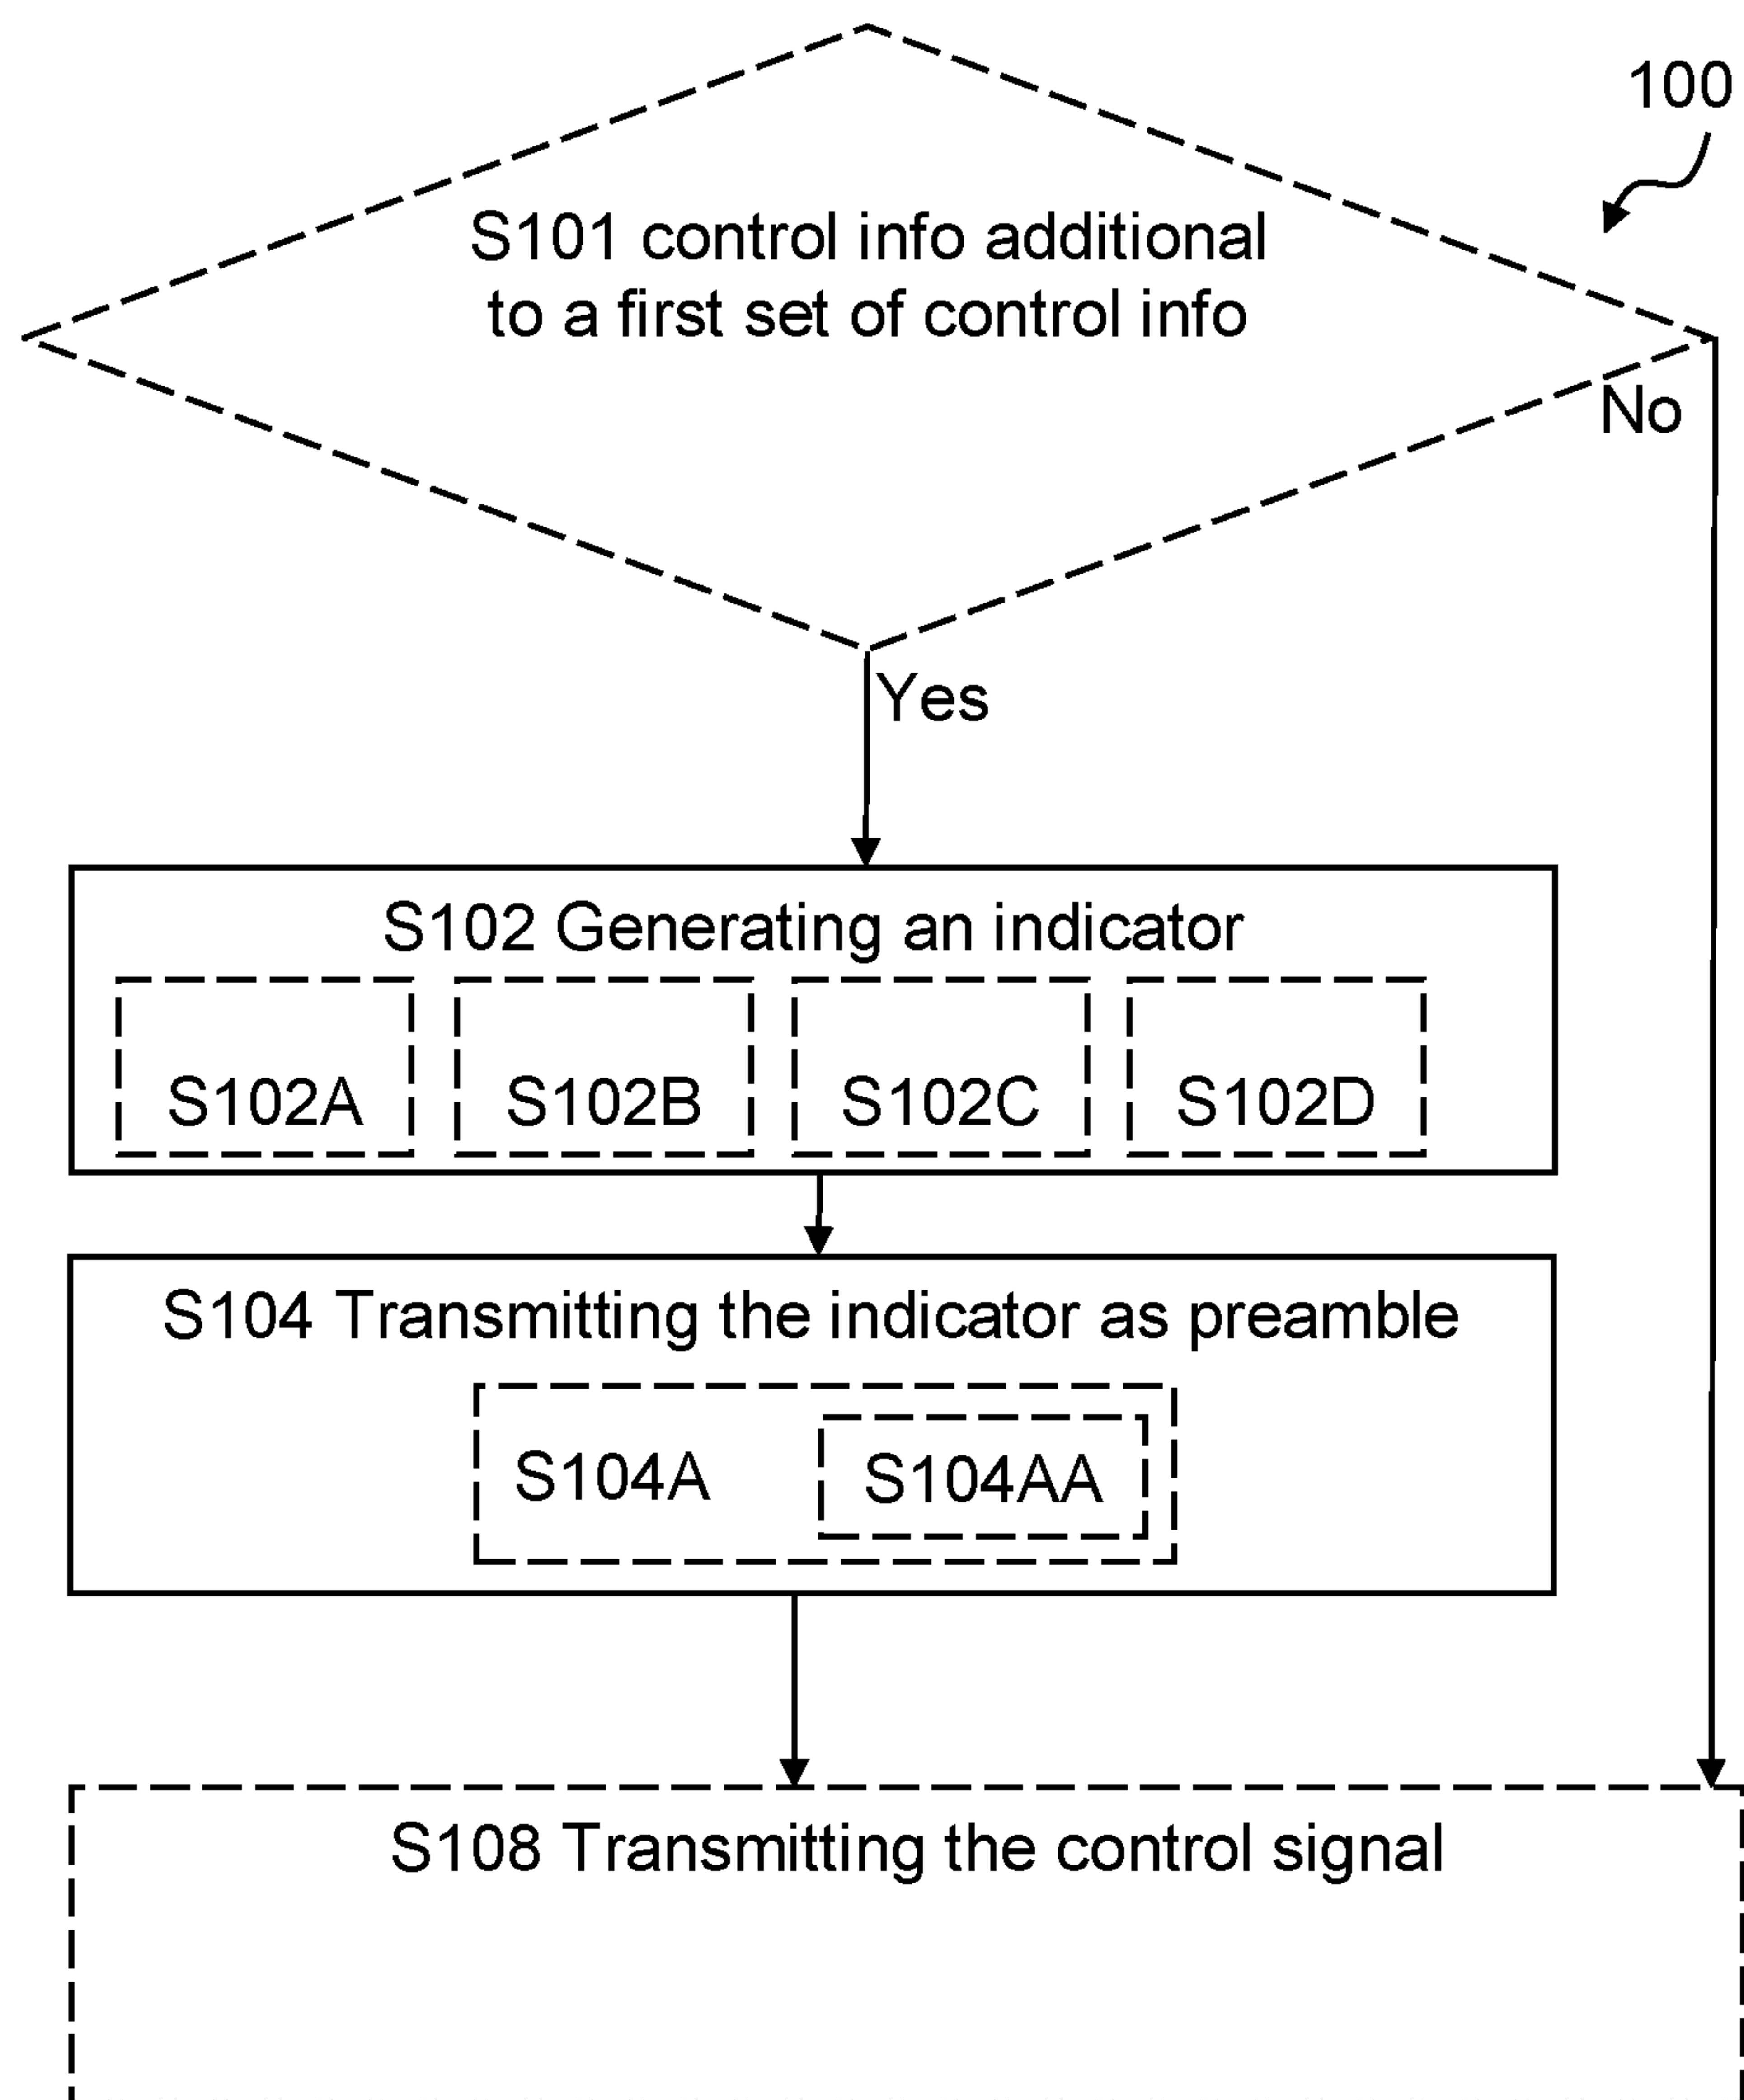 100
S101 control info additional
to a first set of control info
No
Yes
S102 Generating an indicator
S102A
S102B
S102C
S102D
S104 Transmitting the indicator as preamble
S104A
S104AA
S108 Transmitting the control signal